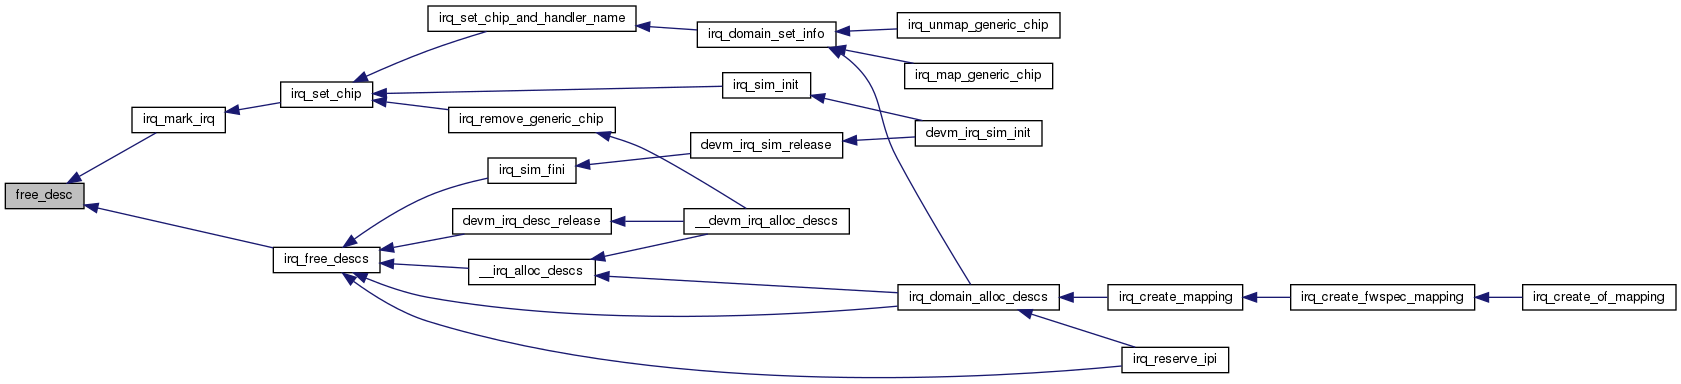 irq_set_chip_and_handler_name
irq_unmap_generic_chip
irq_domain_set_info
irq_map_generic_chip
irq_sim_init
irq_set_chip
irq_mark_irq
irq_remove_generic_chip
devm_irq_sim_init
devm_irq_sim_release
irq_sim_fini
free_desc
devm_irq_desc_release
__devm_irq_alloc_descs
irq_free_descs
__irq_alloc_descs
irq_domain_alloc_descs
irq_create_mapping
irq_create_fwspec_mapping
irq_create_of_mapping
irq_reserve_ipi